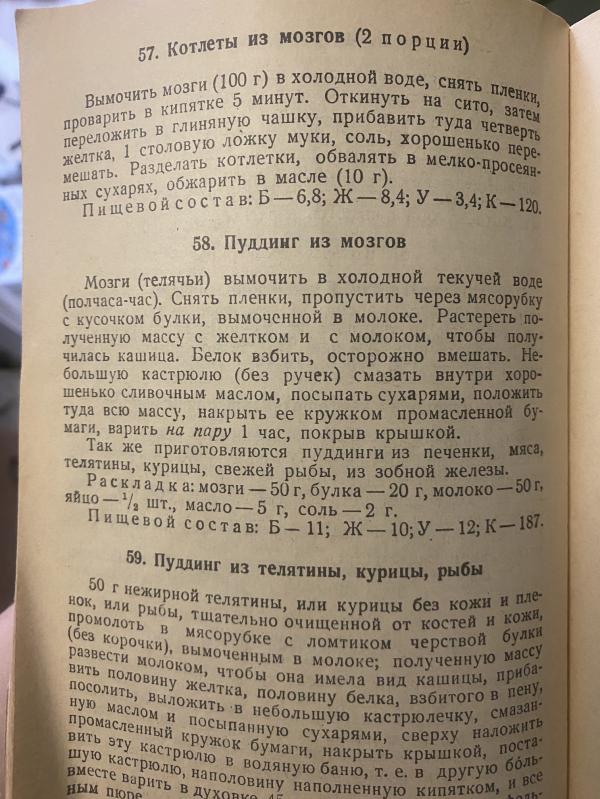 57. Котлеты из мозгов (2 порции)
Вымочить мозги (100 г) в холодной воде, снять пленки,
проварить в кипятке 5 минут. Откинуть на сито, затем
переложить в глиняную чашку, прибавить туда четверть
желтка, 1 столовую ложку муки, соль, хорошенько пере-
мешать. Разделать котлетки, обвалять в мелко-просеян-
ных сухарях, обжарить в масле (10 г).
Пищевой состав: Б — 6,8; Ж — 8,4; У — 3,4; К — 120.
58. Пуддинг из мозгов
Мозги (телячьи) вымочить в холодной текучей воде
(полчаса-час). Снять пленки, пропустить через мясорубку
с кусочком булки, вымоченной в молоке. Растереть по-
лученную массу с желтком и с молоком, чтобы полу-
чилась кашица. Белок взбить, осторожно вмешать. Не-
большую кастрюлю (без ручек) смазать внутри хоро-
шенько сливочным маслом, посыпать сухарями, положить
туда всю массу, накрыть ее кружком промасленной бу-
маги, варить на пару 1 час, покрыв крышкой.
Так же приготовляются пуддинги из печенки, мяса,
телятины, курицы, свежей рыбы, из зобной железы.
Раскладка: мозги — 50 г, булка — 20 г, молоко — 50 г,
яйцо — 1/2 шт., масло — 5 г, соль — 2 г.
Пищевой состав: Б — 11; Ж — 10; У — 12; К — 187.
59. Пуддинг из телятины, курицы, рыбы
50 г нежирной телятины, или курицы без кожи и пле-
нок, или рыбы, тщательно очищенной от костей и кожи,
промолоть в мясорубке с ломтиком черствой булки
(без корочки), вымоченным в молоке; полученную массу
развести молоком, чтобы она имела вид кашицы, приба-
вить половину желтка, половину белка, взбитого в пену,
посолить, выложить в небольшую кастрюлечку, смазан-
ную маслом и посыпанную сухарями, сверху наложить
промасленный кружок бумаги, накрыть крышкой, поста-
вить эту кастрюлю в водяную баню, т. е. в другую боль-
шую кастрюлю, наполовину наполненную кипятком, и все
вместе варить в духовке 45
ным пюре